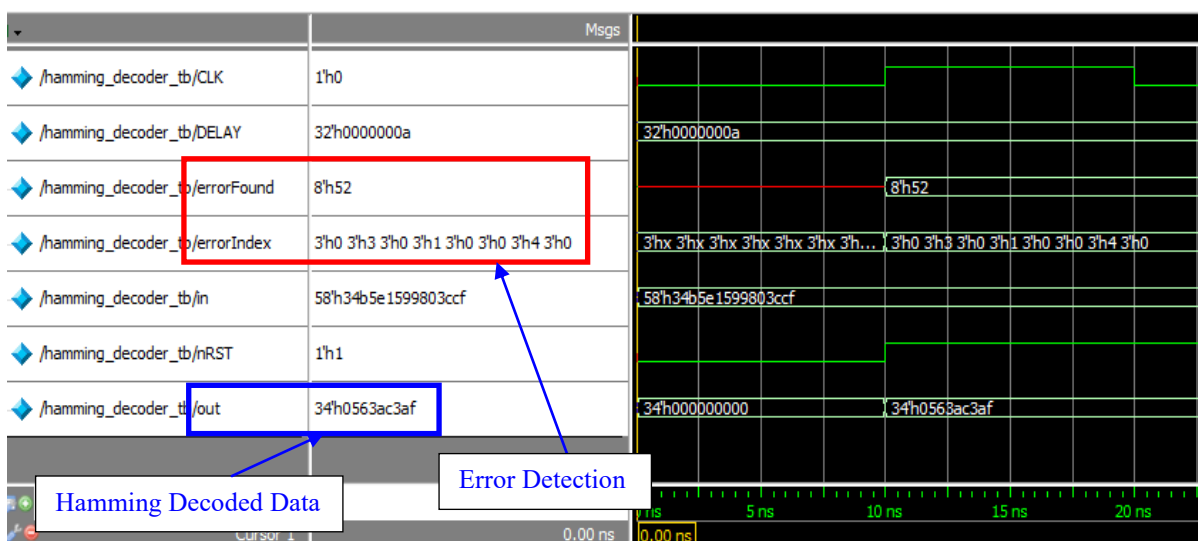 Msgs
/hamming_decoder_tb/CLK 1'h0
/hamming_decoder_tb/DELAY 32'h0000000a 32'h0000000a
/hamming_decoder_tb/errorFound 8'h52 8'h52
/hamming_decoder_tb/errorIndex 3'h0 3'h3 3'h0 3'h1 3'h0 3'h0 3'h4 3'h0 3'hx 3'hx 3'hx 3'hx 3'hx 3'hx 3'h... 3'h0 3'h3 3'h0 3'h1 3'h0 3'h0 3'h4 3'h0
/hamming_decoder_tb/in 58'h34b5e1599803ccf 58'h34b5e1599803ccf
/hamming_decoder_tb/nRST 1'h1
/hamming_decoder_tb/out 34'h0563ac3af 34'h000000000 34'h0563ac3af
Error Detection
Hamming Decoded Data
ns 5 ns 10 ns 15 ns 20 ns
Cursor 1 0.00 ns 0.00 ns